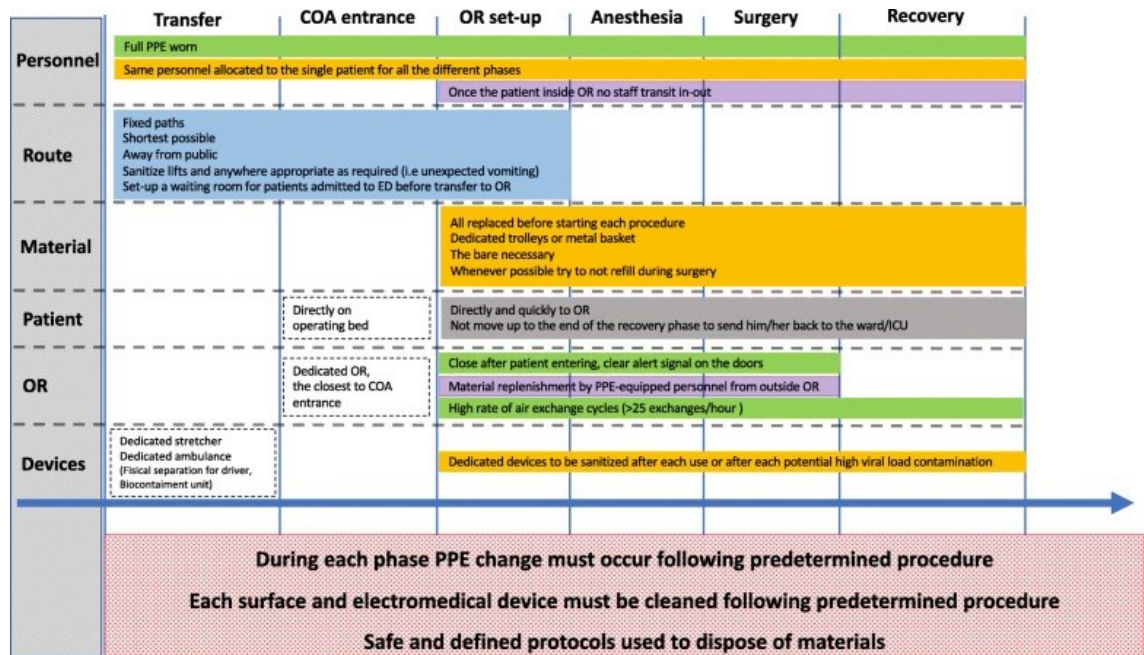 Transfer
COA entrance
OR set-up
Anesthesia
Surgery
Recovery
Personnel
Full PPE worn
Same personnel allocated to the single patient for all the different phases
Once the patient inside OR no staff transit in-out
Route
Fixed paths
Shortest possible
Away from public
Sanitize lifts and anywhere appropriate as required (i.e unexpected vomiting)
Set-up a waiting room for patients admitted to ED before transfer to OR
Material
All replaced before starting each procedure
Dedicated trolleys or metal basket
The bare necessary
Whenever possible try to not refill during surgery
Patient
Directly on
operating bed
Directly and quickly to OR
Not move up to the end of the recovery phase to send him/her back to the ward/ICU
OR
Dedicated OR,
the closest to COA
entrance
Close after patient entering, clear alert signal on the doors
Material replenishment by PPE-equipped personnel from outside OR
High rate of air exchange cycles (>25 exchanges/hour )
Devices
Dedicated stretcher
Dedicated ambulance
(Fisical separation for driver,
Biocontaiment unit)
Dedicated devices to be sanitized after each use or after each potential high viral load contamination
During each phase PPE change must occur following predetermined procedure
Each surface and electromedical device must be cleaned following predetermined procedure
Safe and defined protocols used to dispose of materials